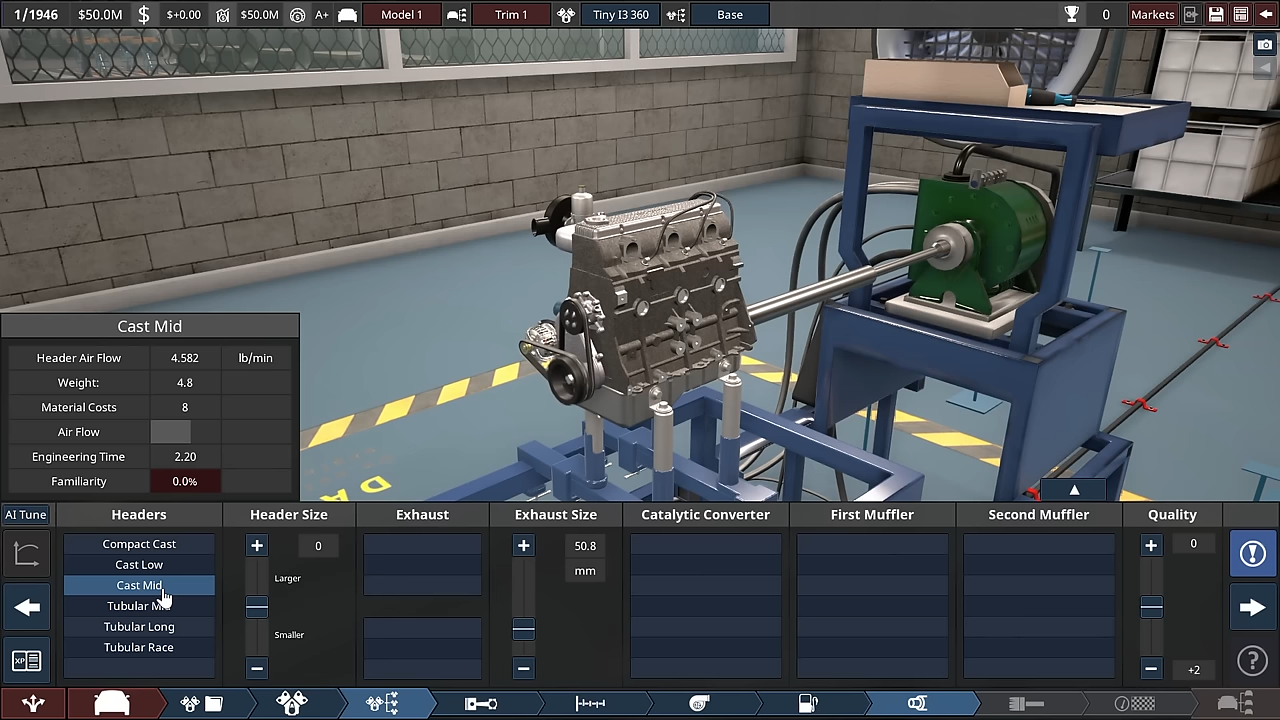 1/1946 $50.0M $ $+0.00 $50.0M A+ Model 1 Trim 1 Tiny I3 360 Base 0 Markets
Cast Mid
Header Air Flow 4.582 lb/min
Weight: 4.8
Material Costs 8
Air Flow
Engineering Time 2.20
Familiarity 0.0%
AI Tune Headers Header Size Exhaust Exhaust Size Catalytic Converter First Muffler Second Muffler Quality
Compact Cast + 0 + 50.8 + 0
Cast Low mm
Larger
Cast Mid
Tubular Mid
Tubular Long
Smaller
Tubular Race
XP − − − +2 ?